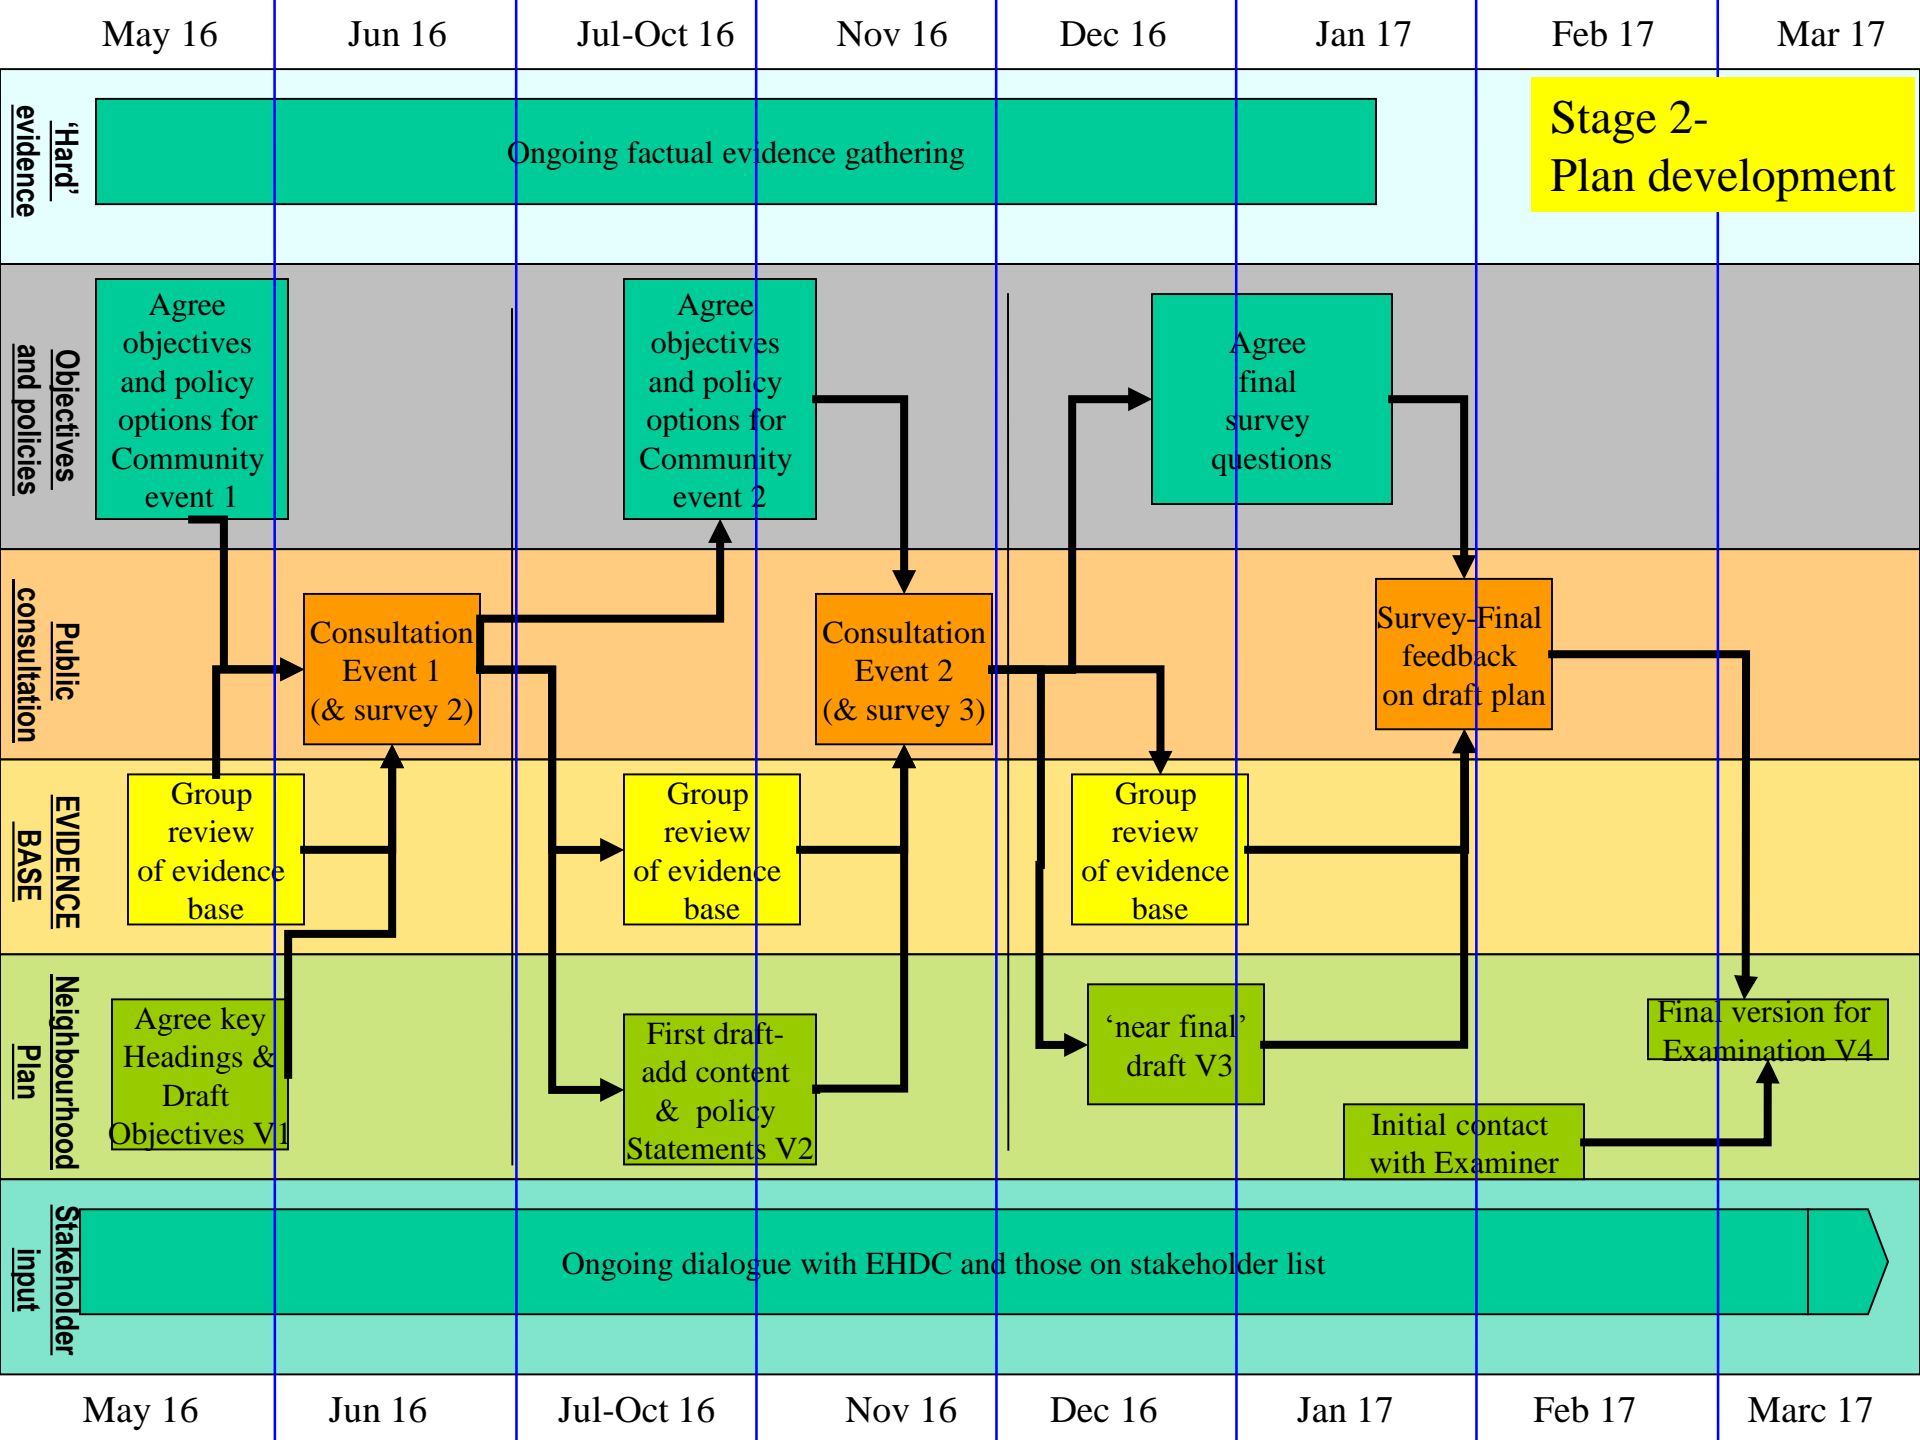 May 16
Jun 16
Jul-Oct 16
Nov 16
Dec 16
Jan 17
Feb 17
Mar 17
‘Hard’
evidence
Ongoing factual evidence gathering
Stage 2-
Plan development
Objectives
and policies
Agree
objectives
and policy
options for
Community
event 1
Agree
objectives
and policy
options for
Community
event 2
Agree
final
survey
questions
Public
consultation
Consultation
Event 1
(& survey 2)
Consultation
Event 2
(& survey 3)
Survey-Final
feedback
on draft plan
EVIDENCE
BASE
Group
review
of evidence
base
Group
review
of evidence
base
Group
review
of evidence
base
Neighbourhood
Plan
Agree key
Headings &
Draft
Objectives V1
First draft-
add content
& policy
Statements V2
‘near final’
draft V3
Final version for
Examination V4
Initial contact
with Examiner
Stakeholder
input
Ongoing dialogue with EHDC and those on stakeholder list
May 16
Jun 16
Jul-Oct 16
Nov 16
Dec 16
Jan 17
Feb 17
Marc 17